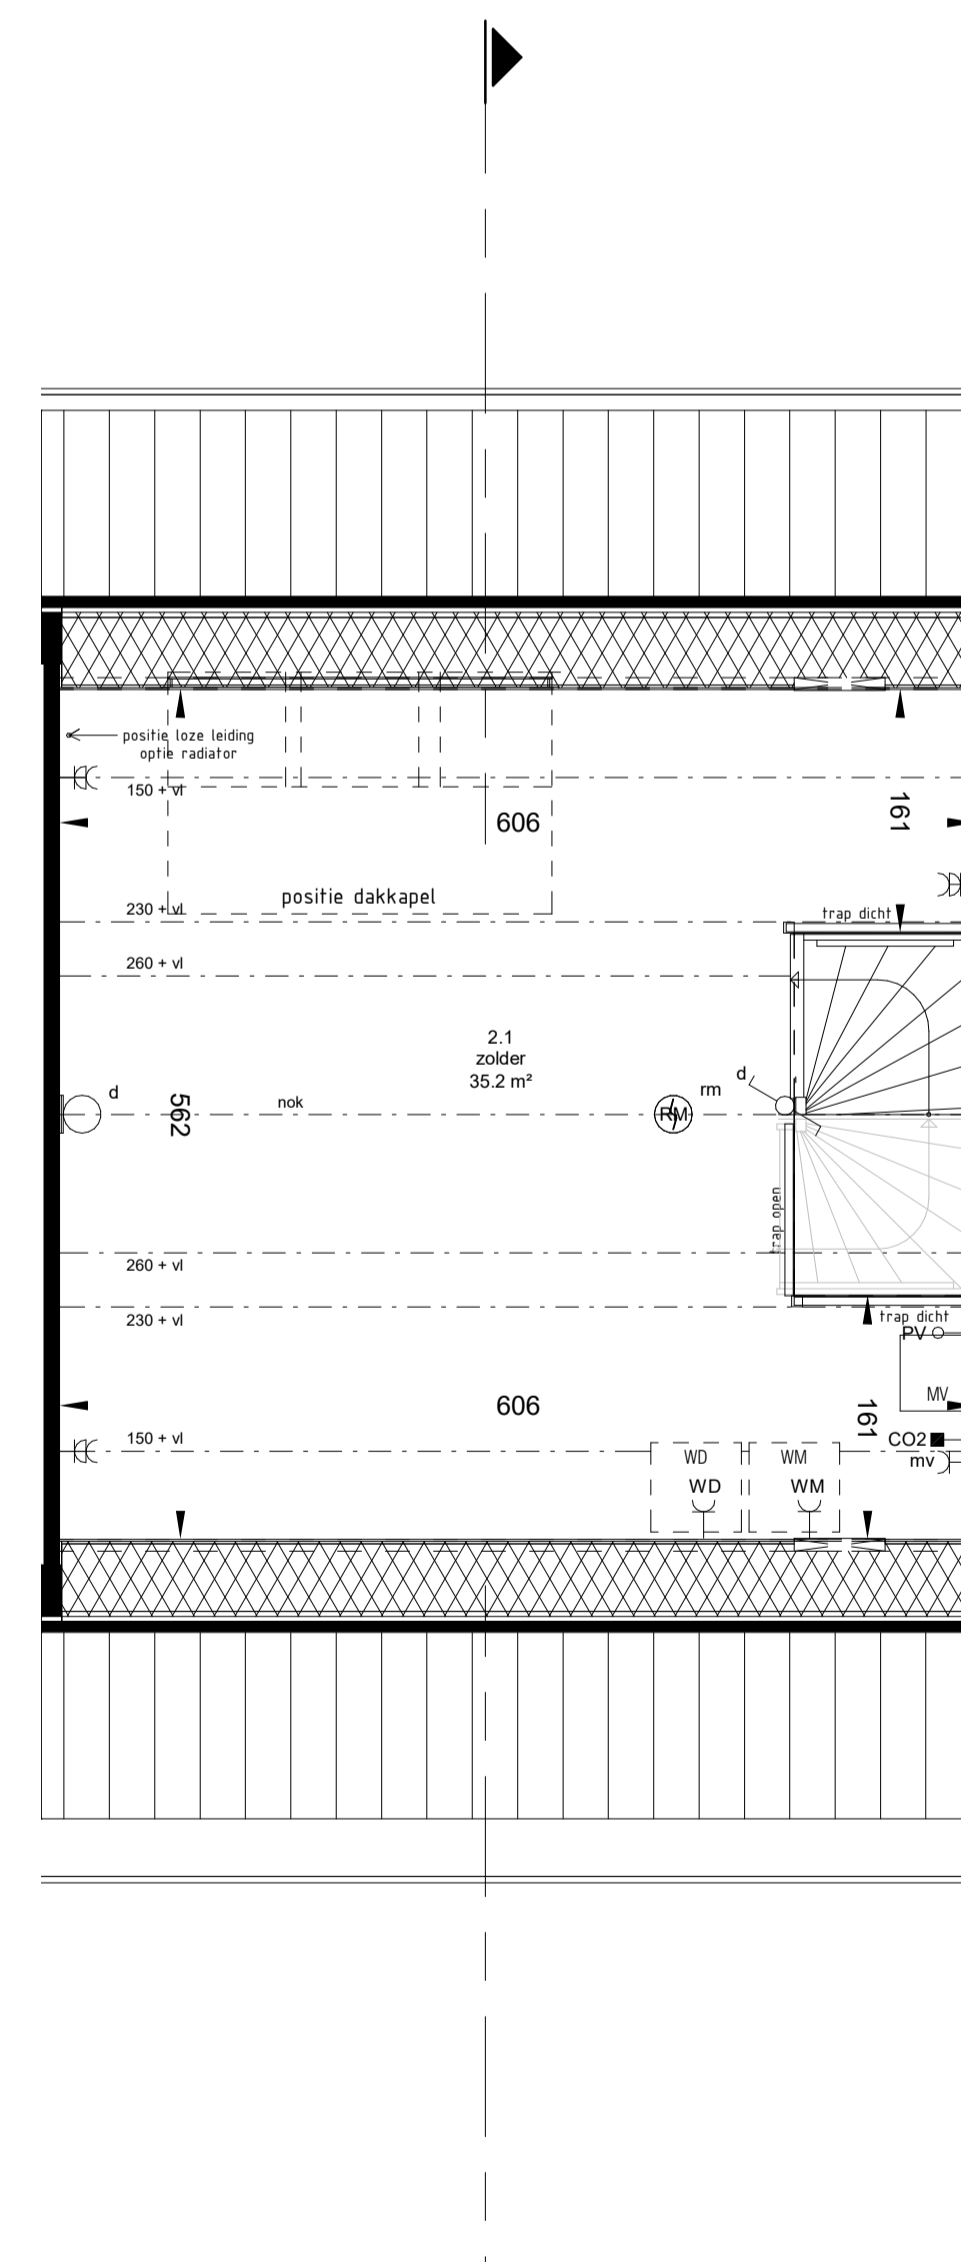 positie loze leiding
optie radiator
150 + vl
606
161
positie dakkapel
230 + vl
trap dicht
260 + vl
2.1
zolder
35.2 m²
d
562
nok
RM
rm
d
trap open
260 + vl
230 + vl
trap dicht
PV
MV
606
161
150 + vl
CO2
mv
WD
WM
WD
WM